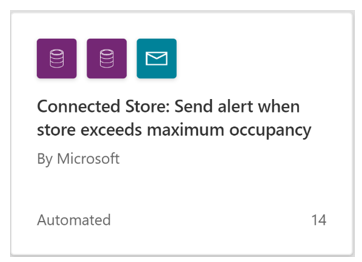 Connected Store: Send alert when
store exceeds maximum occupancy
By Microsoft
Automated 14